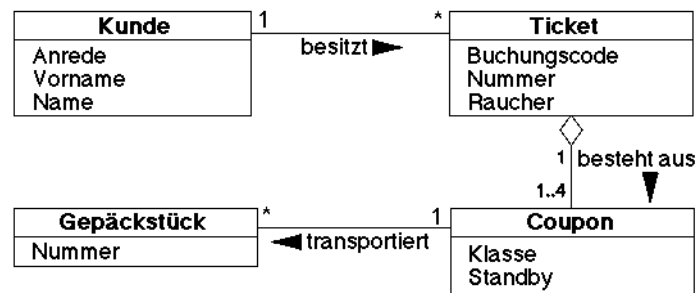 Kunde
Anrede
Vorname
Name
1
besitzt
*
Ticket
Buchungscode
Nummer
Raucher
1
besteht aus
1..4
Gepäckstück
Nummer
*
transportiert
1
Coupon
Klasse
Standby